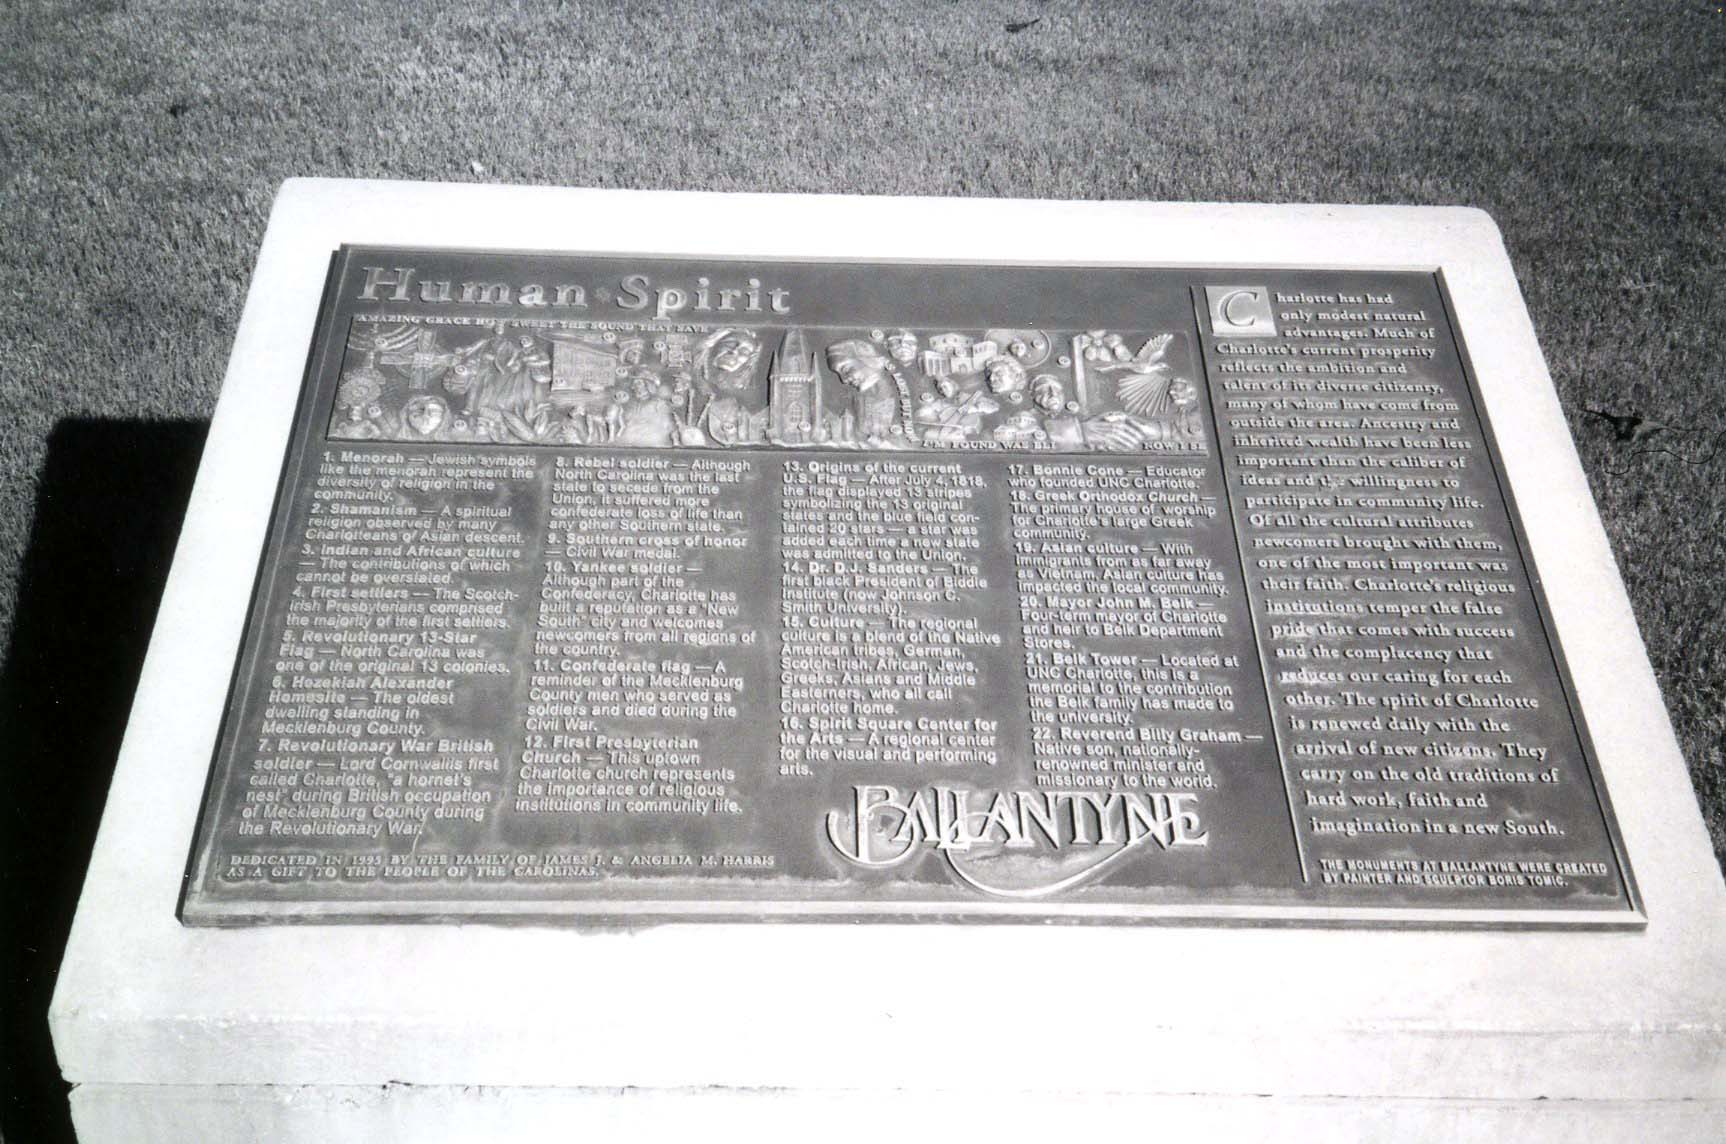 Human Spirit
AMAZING GRACE HOW SWEET THE SOUND THAT SAVE
I'M FOUND WAS BLI
NOW I SE
1. Menorah — Jewish symbols
like the menorah represent the
diversity of religion in the
community.
2. Shamanism — A spiritual
religion observed by many
Charlotteans of Asian descent.
3. Indian and African culture
— The contributions of which
cannot be overstated.
4. First settlers — The Scotch-
Irish Presbyterians comprised
the majority of the first settlers.
5. Revolutionary 13-Star
Flag — North Carolina was
one of the original 13 colonies.
6. Hezekiah Alexander
Homesite — The oldest
dwelling standing in
Mecklenburg County.
7. Revolutionary War British
soldier — Lord Cornwallis first
called Charlotte, "a hornet's
nest" during British occupation
of Mecklenburg County during
the Revolutionary War.
8. Rebel soldier — Although
North Carolina was the last
state to secede from the
Union, it suffered more
confederate loss of life than
any other Southern state.
9. Southern cross of honor
— Civil War medal.
10. Yankee soldier —
Although part of the
Confederacy, Charlotte has
built a reputation as a "New
South" city and welcomes
newcomers from all regions of
the country.
11. Confederate flag — A
reminder of the Mecklenburg
County men who served as
soldiers and died during the
Civil War.
12. First Presbyterian
Church — This uptown
Charlotte church represents
the importance of religious
institutions in community life.
13. Origins of the current
U.S. Flag — After July 4, 1818,
the flag displayed 13 stripes
symbolizing the 13 original
states and the blue field con-
tained 20 stars — a star was
added each time a new state
was admitted to the Union.
14. Dr. D.J. Sanders — The
first black President of Biddle
Institute (now Johnson C.
Smith University).
15. Culture — The regional
culture is a blend of the Native
American tribes, German,
Scotch-Irish, African, Jews,
Greeks, Asians and Middle
Easterners, who all call
Charlotte home.
16. Spirit Square Center for
the Arts — A regional center
for the visual and performing
arts.
17. Bonnie Cone — Educator
who founded UNC Charlotte.
18. Greek Orthodox Church —
The primary house of worship
for Charlotte's large Greek
community.
19. Asian culture — With
immigrants from as far away
as Vietnam, Asian culture has
impacted the local community.
20. Mayor John M. Belk —
Four-term mayor of Charlotte
and heir to Belk Department
Stores.
21. Belk Tower — Located at
UNC Charlotte, this is a
memorial to the contribution
the Belk family has made to
the university.
22. Reverend Billy Graham —
Native son, nationally-
renowned minister and
missionary to the world.
Charlotte has had
only modest natural
advantages. Much of
Charlotte's current prosperity
reflects the ambition and
talent of its diverse citizenry,
many of whom have come from
outside the area. Ancestry and
inherited wealth have been less
important than the caliber of
ideas and the willingness to
participate in community life.
Of all the cultural attributes
newcomers brought with them,
one of the most important was
their faith. Charlotte's religious
institutions temper the false
pride that comes with success
and the complacency that
reduces our caring for each
other. The spirit of Charlotte
is renewed daily with the
arrival of new citizens. They
carry on the old traditions of
hard work, faith and
imagination in a new South.
BALLANTYNE
DEDICATED IN 1995 BY THE FAMILY OF JAMES J. & ANGELIA M. HARRIS
AS A GIFT TO THE PEOPLE OF THE CAROLINAS.
THE MONUMENTS AT BALLANTYNE WERE CREATED
BY PAINTER AND SCULPTOR BORIS TOMIC.